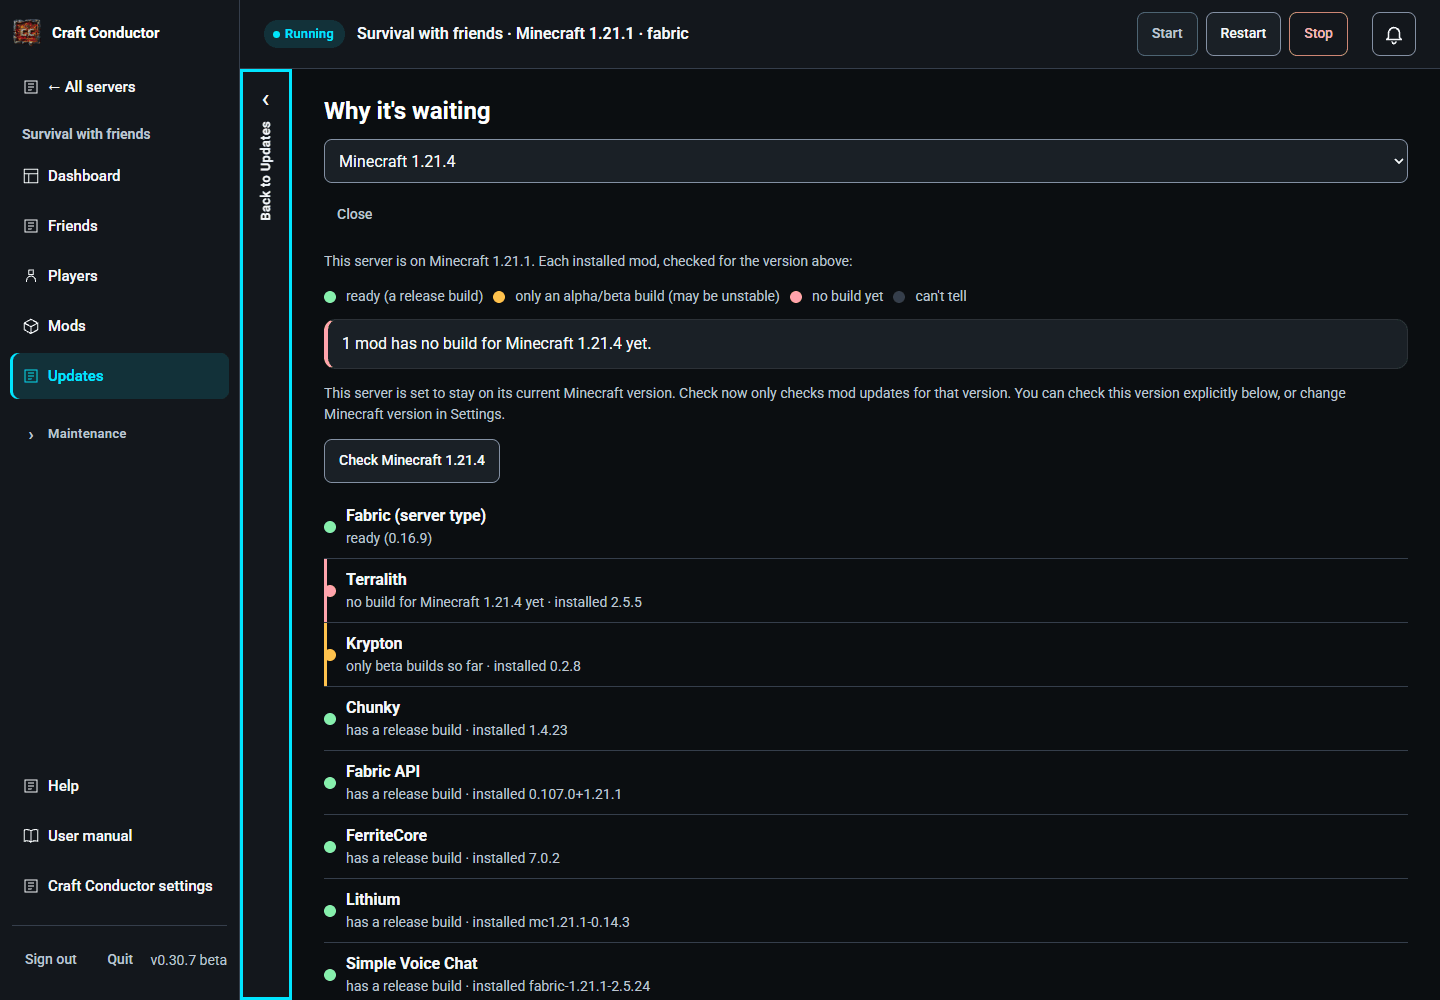 Craft Conductor
← All servers
Survival with friends
Dashboard
Friends
Players
Mods
Updates
Maintenance
Help
User manual
Craft Conductor settings
Sign out
Quit
v0.30.7 beta
Running
Survival with friends · Minecraft 1.21.1 · fabric
Start
Restart
Stop
Back to Updates
Why it's waiting
Minecraft 1.21.4
Close
This server is on Minecraft 1.21.1. Each installed mod, checked for the version above:
ready (a release build)
only an alpha/beta build (may be unstable)
no build yet
can't tell
1 mod has no build for Minecraft 1.21.4 yet.
This server is set to stay on its current Minecraft version. Check now only checks mod updates for that version. You can check this version explicitly below, or change
Minecraft version in Settings.
Check Minecraft 1.21.4
Fabric (server type)
ready (0.16.9)
Terralith
no build for Minecraft 1.21.4 yet · installed 2.5.5
Krypton
only beta builds so far · installed 0.2.8
Chunky
has a release build · installed 1.4.23
Fabric API
has a release build · installed 0.107.0+1.21.1
FerriteCore
has a release build · installed 7.0.2
Lithium
has a release build · installed mc1.21.1-0.14.3
Simple Voice Chat
has a release build · installed fabric-1.21.1-2.5.24